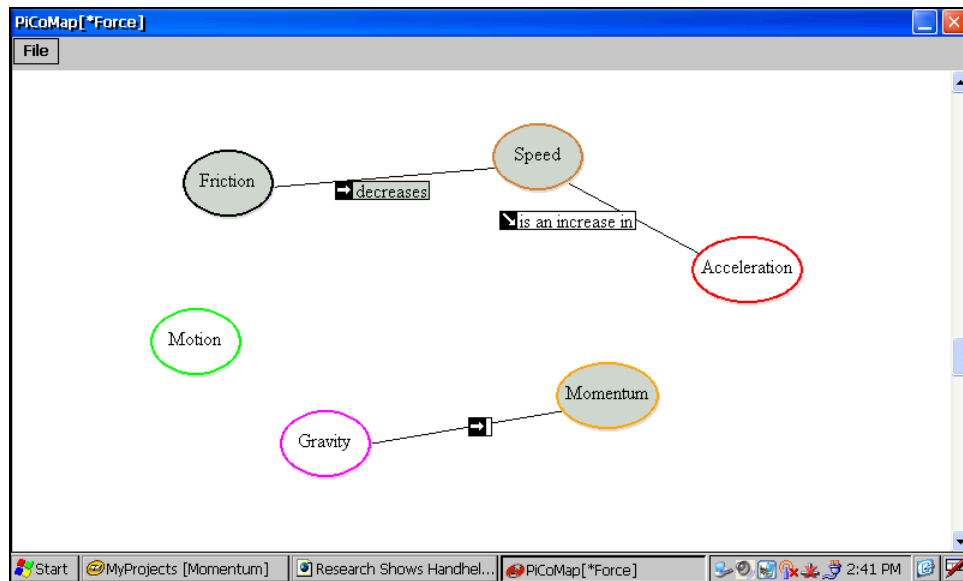 PiCoMap[*Force]
File
Speed
Friction
decreases
is an increase in
Acceleration
Motion
Momentum
Gravity
Start
MyProjects [Momentum]
Research Shows Handhel...
PiCoMap[*Force]
2:41 PM